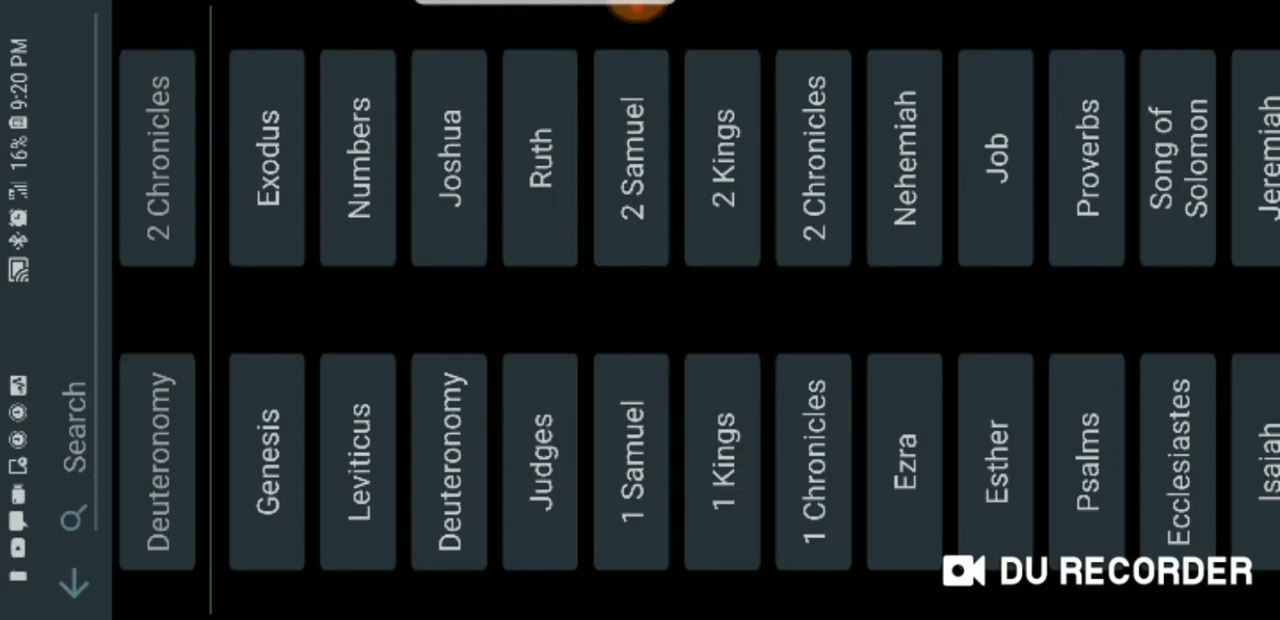 16% 9:20 PM
Search
Deuteronomy
2 Chronicles
Genesis
Exodus
Leviticus
Numbers
Deuteronomy
Joshua
Judges
Ruth
1 Samuel
2 Samuel
1 Kings
2 Kings
1 Chronicles
2 Chronicles
Ezra
Nehemiah
Esther
Job
Psalms
Proverbs
Ecclesiastes
Song of
Solomon
Isaiah
Jeremiah
DU RECORDER